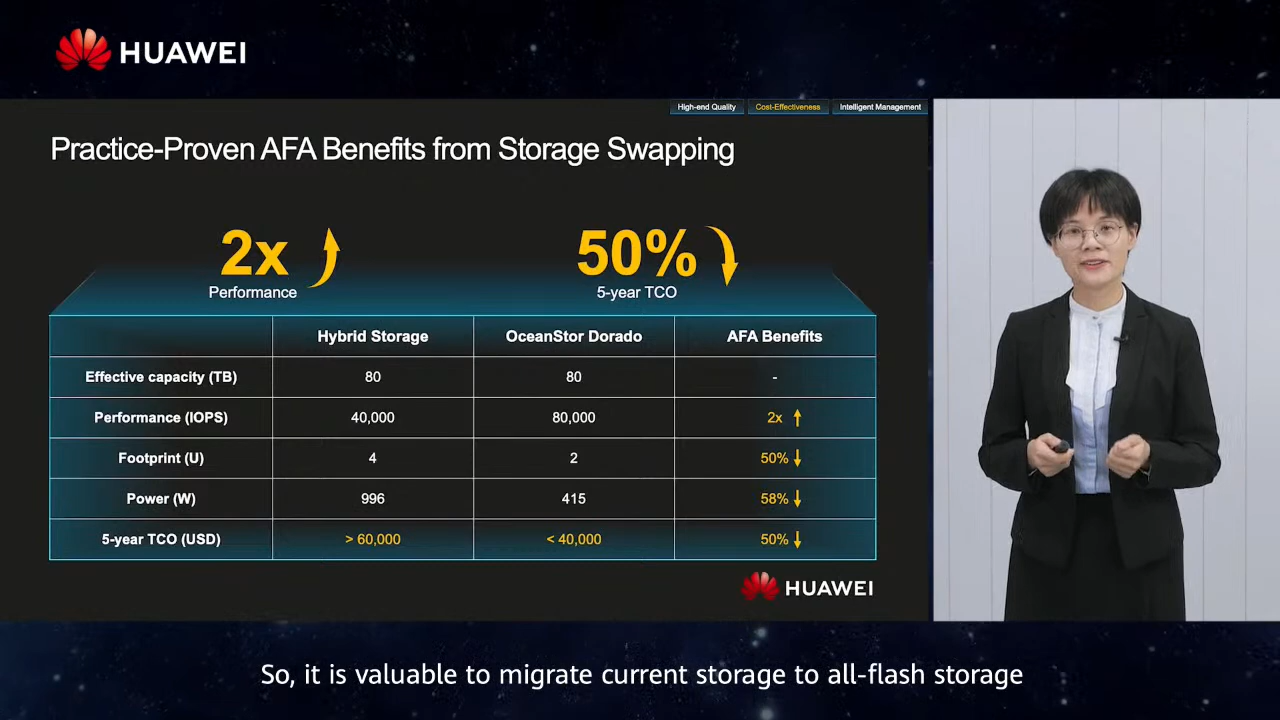 HUAWEI
High-end Quality Cost-Effectiveness Intelligent Management
Practice-Proven AFA Benefits from Storage Swapping
2x 50%
Performance 5-year TCO
Hybrid Storage OceanStor Dorado AFA Benefits
Effective capacity (TB) 80 80 -
Performance (IOPS) 40,000 80,000 2x ↑
Footprint (U) 4 2 50% ↓
Power (W) 996 415 58% ↓
5-year TCO (USD) > 60,000 < 40,000 50% ↓
HUAWEI
So, it is valuable to migrate current storage to all-flash storage